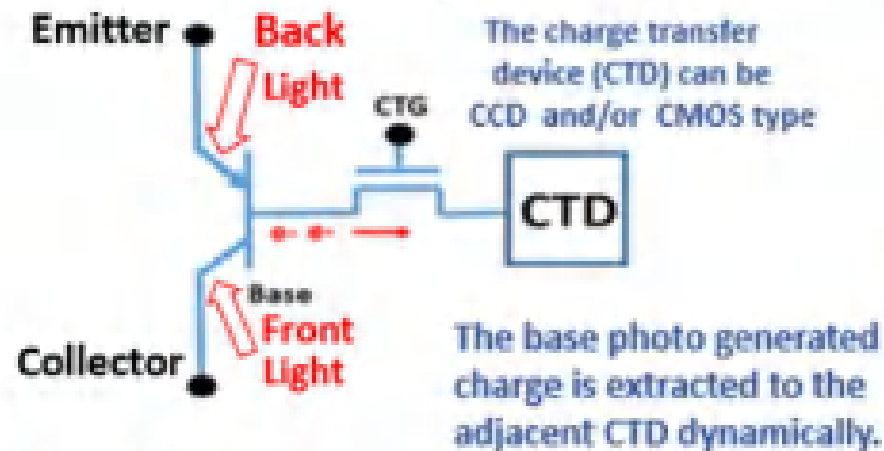 Emitter
Back
Light
The charge transfer
device (CTD) can be
CCD and/or CMOS type
CTG
CTD
e- e-
Base
Front
Light
Collector
The base photo generated
charge is extracted to the
adjacent CTD dynamically.